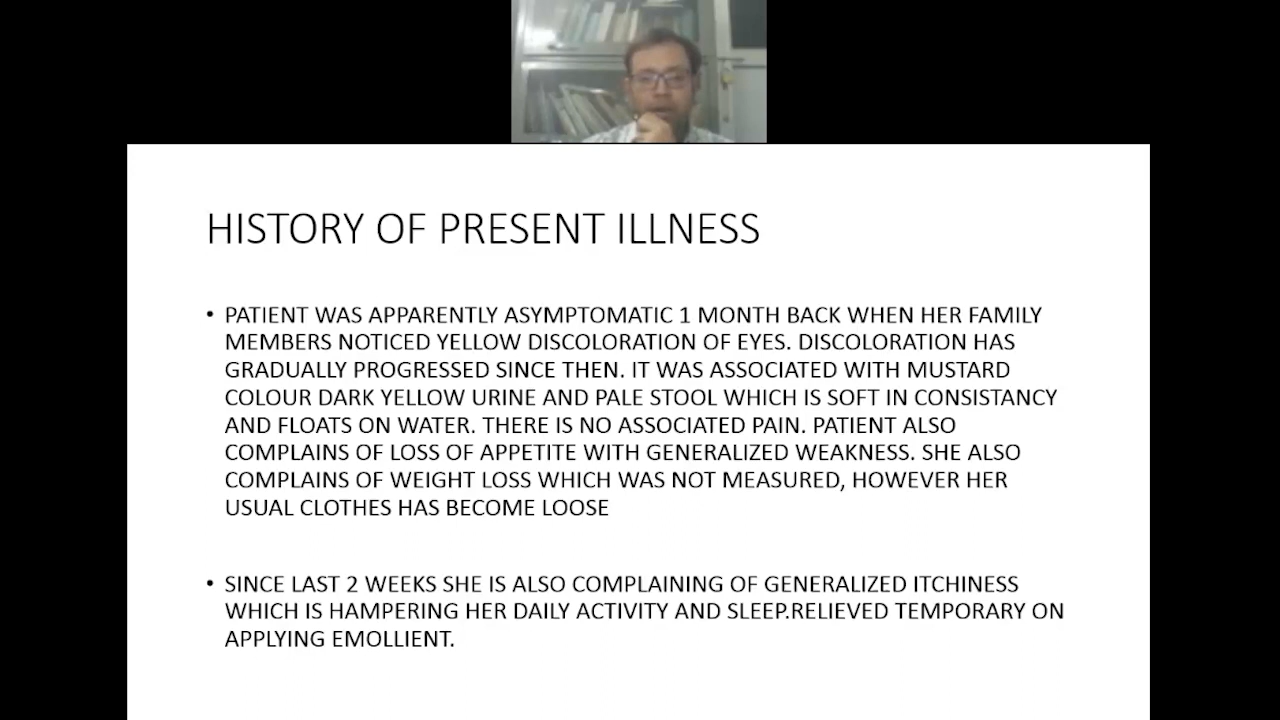 HISTORY OF PRESENT ILLNESS
• PATIENT WAS APPARENTLY ASYMPTOMATIC 1 MONTH BACK WHEN HER FAMILY
MEMBERS NOTICED YELLOW DISCOLORATION OF EYES. DISCOLORATION HAS
GRADUALLY PROGRESSED SINCE THEN. IT WAS ASSOCIATED WITH MUSTARD
COLOUR DARK YELLOW URINE AND PALE STOOL WHICH IS SOFT IN CONSISTANCY
AND FLOATS ON WATER. THERE IS NO ASSOCIATED PAIN. PATIENT ALSO
COMPLAINS OF LOSS OF APPETITE WITH GENERALIZED WEAKNESS. SHE ALSO
COMPLAINS OF WEIGHT LOSS WHICH WAS NOT MEASURED, HOWEVER HER
USUAL CLOTHES HAS BECOME LOOSE
• SINCE LAST 2 WEEKS SHE IS ALSO COMPLAINING OF GENERALIZED ITCHINESS
WHICH IS HAMPERING HER DAILY ACTIVITY AND SLEEP.RELIEVED TEMPORARY ON
APPLYING EMOLLIENT.